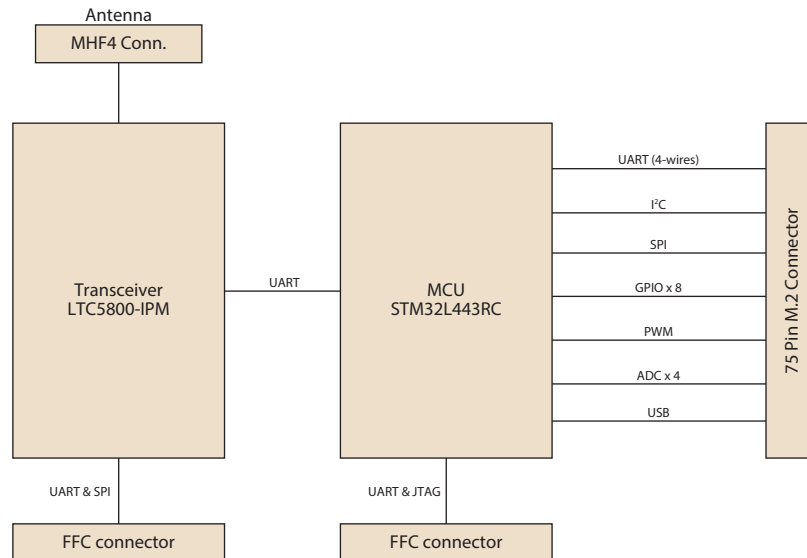 Antenna
MHF4 Conn.
Transceiver
LTC5800-IPM
UART
MCU
STM32L443RC
UART (4-wires)
I²C
SPI
GPIO x 8
PWM
ADC x 4
USB
75 Pin M.2 Connector
UART & SPI
UART & JTAG
FFC connector
FFC connector